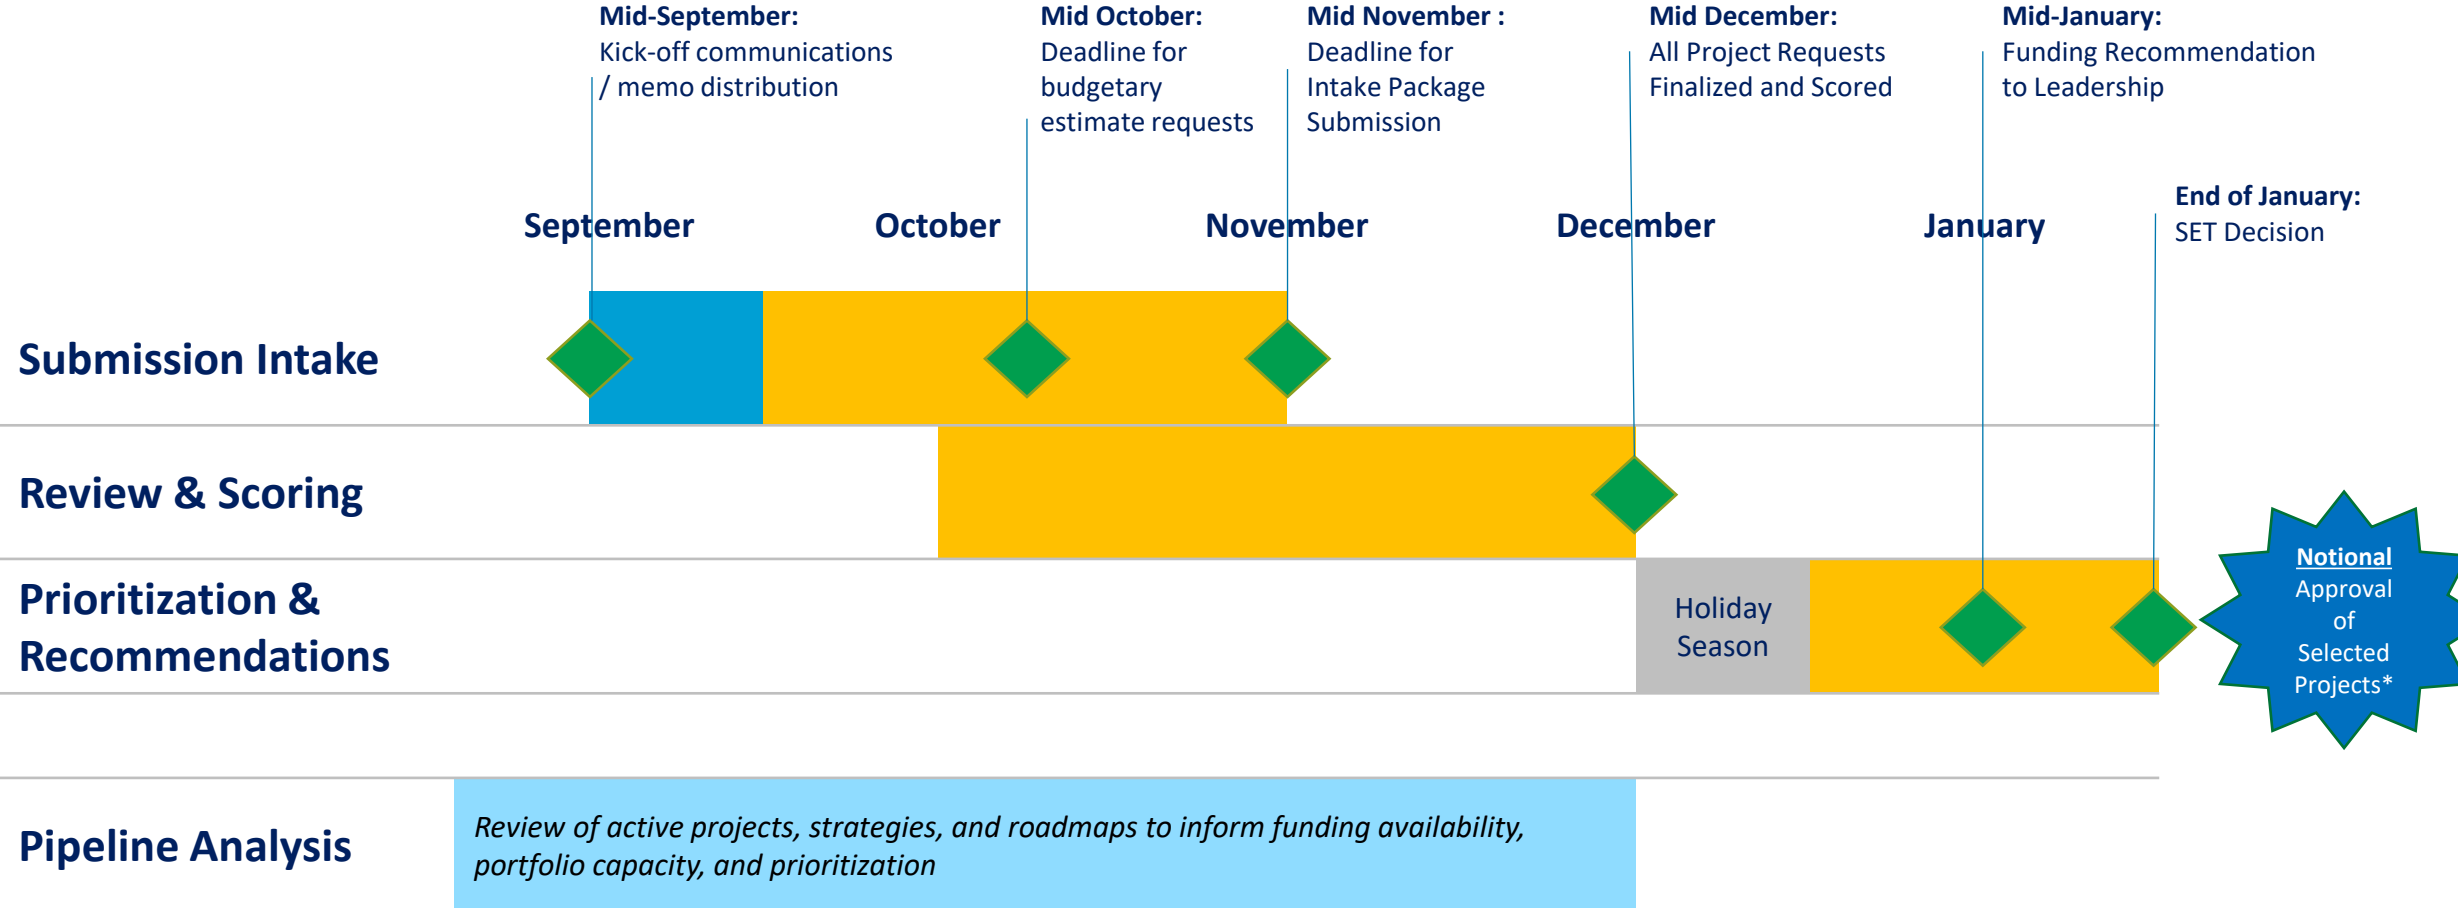 Mid-September:
Kick-off communications
/ memo distribution
Mid October:
Deadline for
budgetary
estimate requests
Mid November :
Deadline for
Intake Package
Submission
Mid December:
All Project Requests
Finalized and Scored
Mid-January:
Funding Recommendation
to Leadership
End of January:
SET Decision
September
October
November
December
January
Submission Intake
Review & Scoring
Prioritization &
Recommendations
Holiday
Season
Notional
Approval
of
Selected
Projects*
Pipeline Analysis
Review of active projects, strategies, and roadmaps to inform funding availability,
portfolio capacity, and prioritization